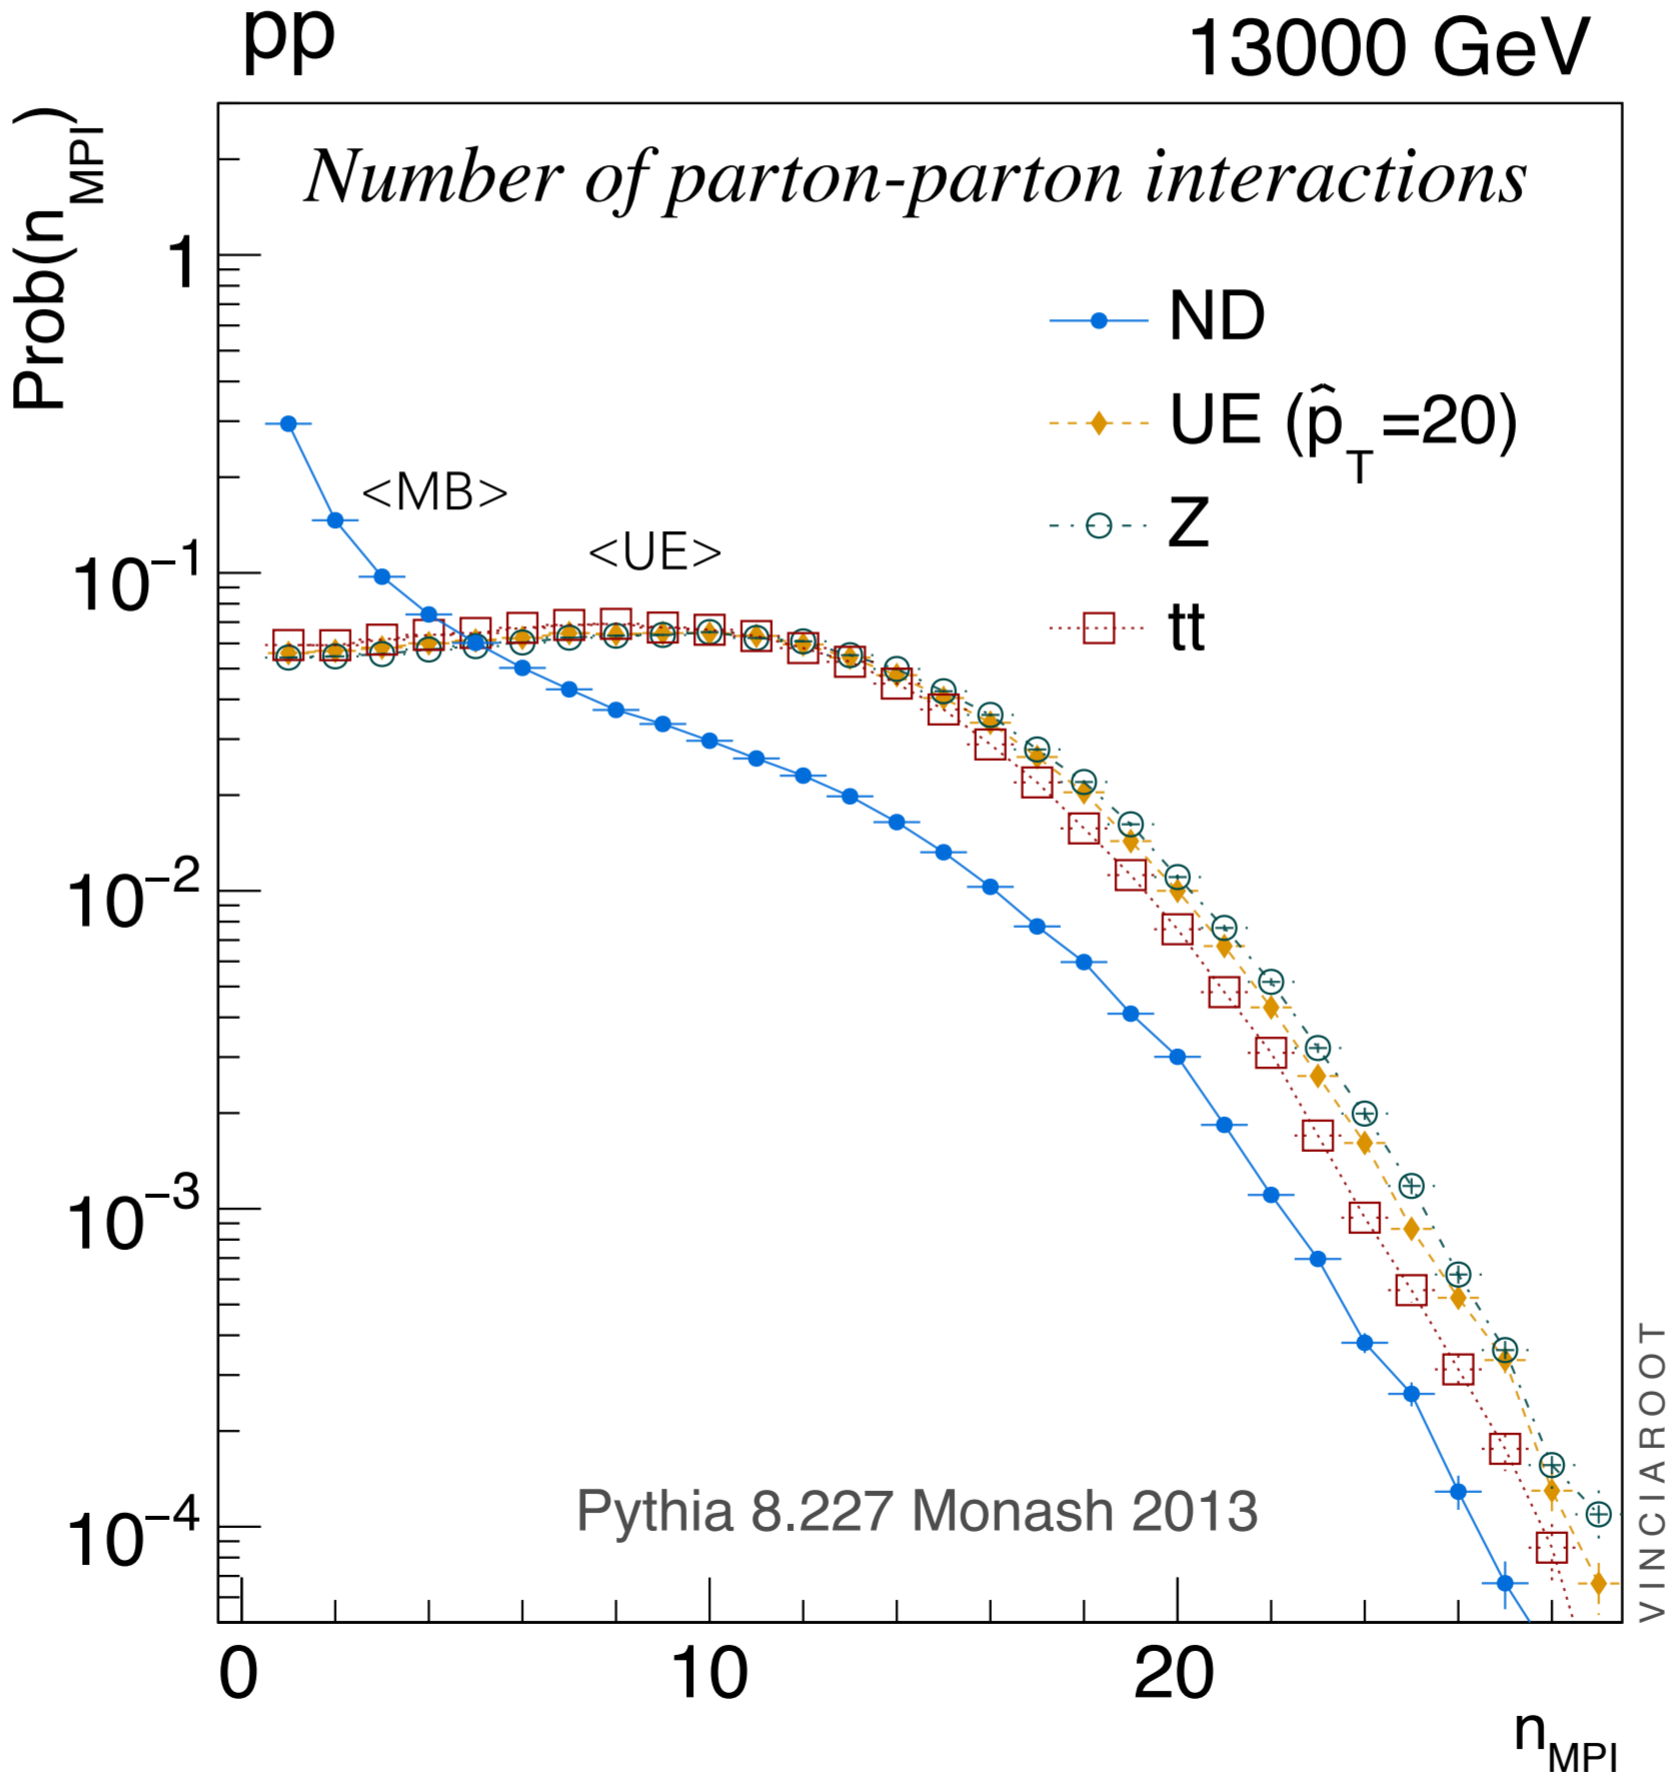 pp 13000 GeV
Prob(n_MPI)
Number of parton-parton interactions
ND
UE (p̂_T=20)
Z
tt
<MB>
<UE>
1
10⁻¹
10⁻²
10⁻³
10⁻⁴
Pythia 8.227 Monash 2013
0 10 20
n_MPI
VINCIAROOT